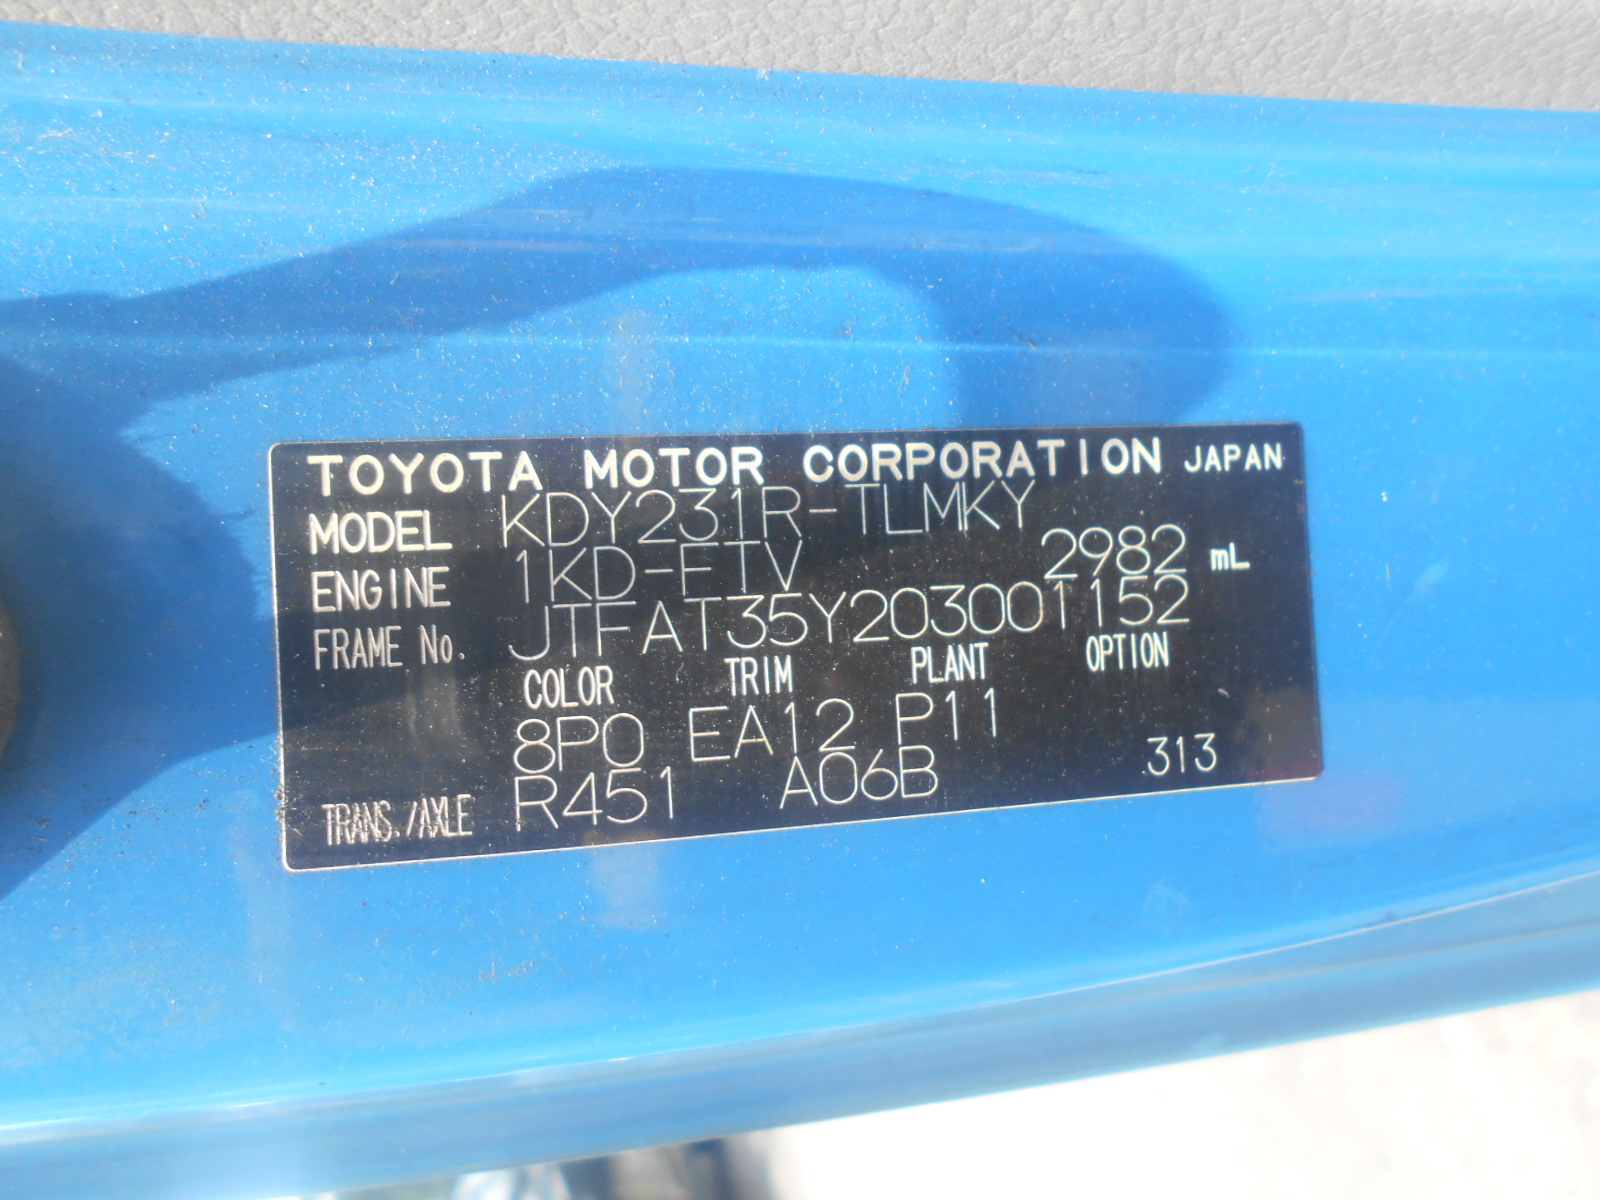 TOYOTA MOTOR CORPORATION JAPAN
MODEL KDY231R-TLMKY
ENGINE 1KD-FTV 2982 mL
FRAME No. JTFAT35Y203001152
COLOR TRIM PLANT OPTION
8P0 EA12 P11
TRANS./AXLE R451 A06B 313